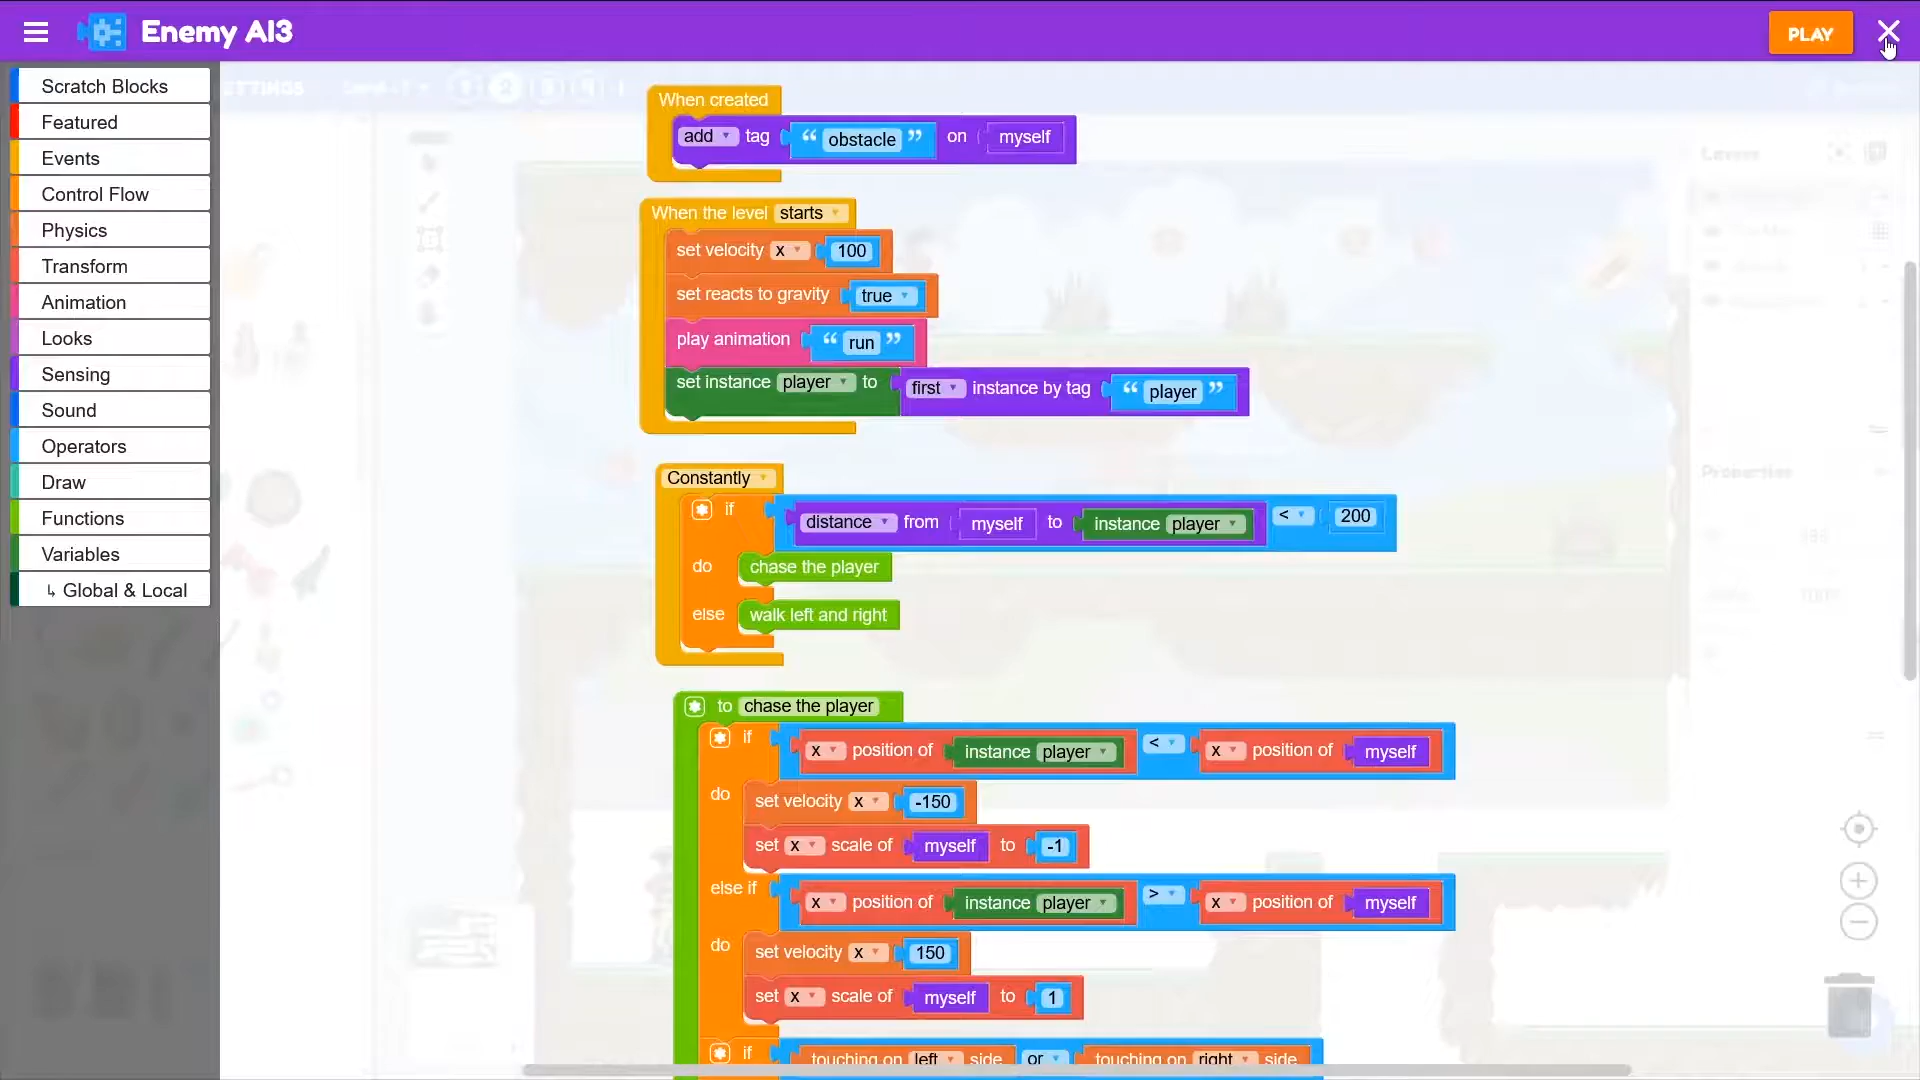 Enemy AI3
PLAY
Scratch Blocks
Featured
Events
Control Flow
Physics
Transform
Animation
Looks
Sensing
Sound
Operators
Draw
Functions
Variables
↳ Global & Local
When created
add ▾ tag “ obstacle ” on myself
When the level starts ▾
set velocity x ▾ 100
set reacts to gravity true ▾
play animation “ run ”
set instance player ▾ to first ▾ instance by tag “ player ”
Constantly ▾
if distance ▾ from myself to instance player ▾ < ▾ 200
do chase the player
else walk left and right
to chase the player
if x ▾ position of instance player ▾ < ▾ x ▾ position of myself
do set velocity x ▾ -150
set x ▾ scale of myself to -1
else if x ▾ position of instance player ▾ > ▾ x ▾ position of myself
do set velocity x ▾ 150
set x ▾ scale of myself to 1
if touching on left ▾ side or ▾ touching on right ▾ side
Layers
Properties